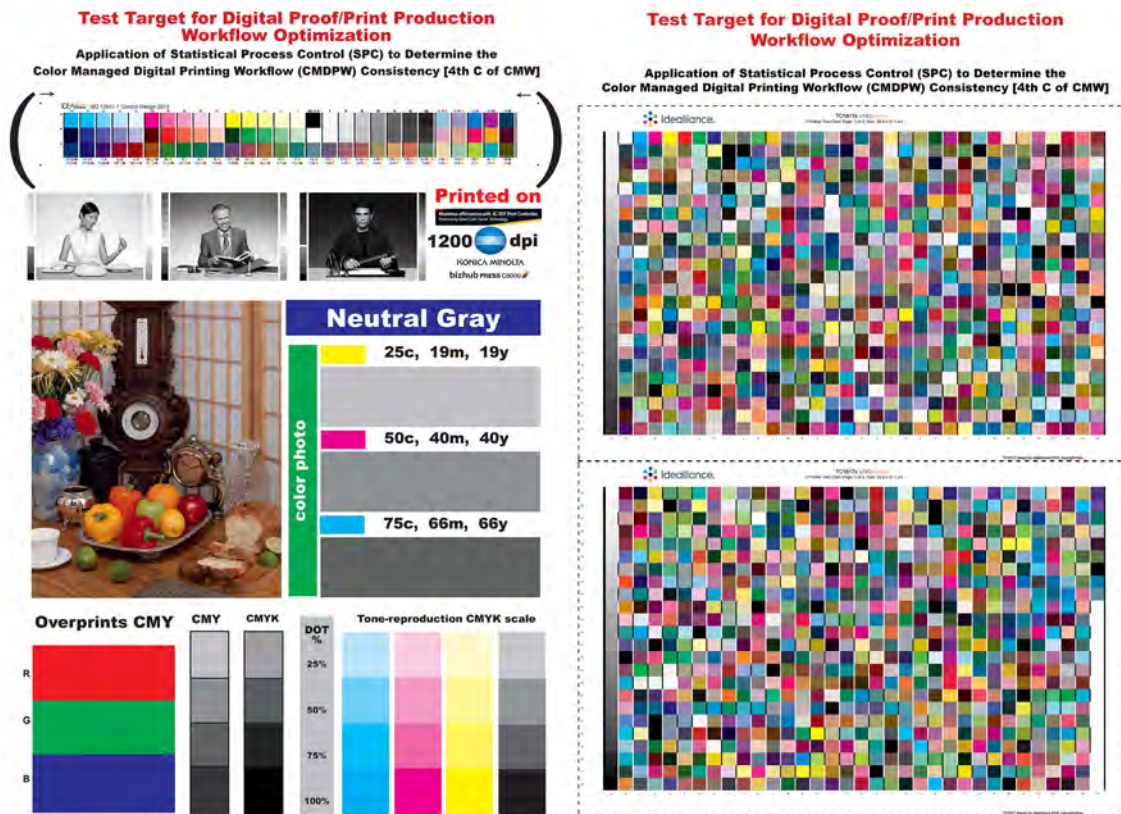 Test Target for Digital Proof/Print Production
Workflow Optimization
Application of Statistical Process Control (SPC) to Determine the
Color Managed Digital Printing Workflow (CMDPW) Consistency [4th C of CMW]
Printed on
1200 dpi
KONICA MINOLTA
bizhub PRESS C6000
Neutral Gray
color photo
25c, 19m, 19y
50c, 40m, 40y
75c, 66m, 66y
Overprints CMY
CMY
CMYK
DOT
%
Tone-reproduction CMYK scale
R
G
B
25%
50%
75%
100%
Test Target for Digital Proof/Print Production
Workflow Optimization
Application of Statistical Process Control (SPC) to Determine the
Color Managed Digital Printing Workflow (CMDPW) Consistency [4th C of CMW]
Idealliance.
Idealliance.